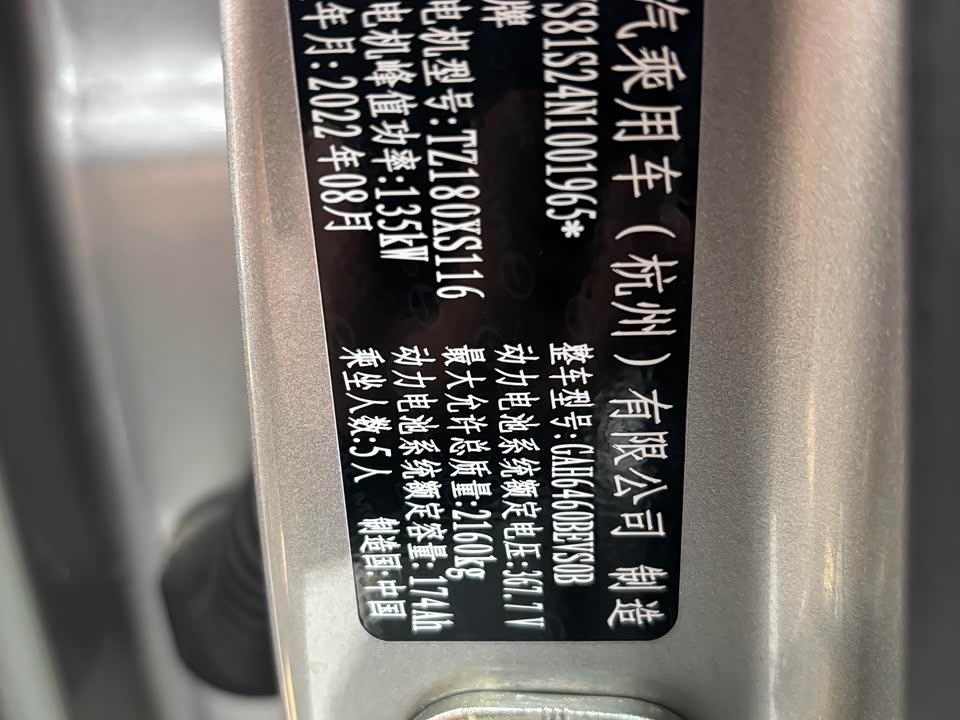 汽乘用车（杭州）有限公司 制造
S81S24N1001965* 整车型号:GAH6460BEVS0B
牌 动力电池系统额定电压:367.7V
电机型号:TZ180XS116 最大允许总质量:2160kg
电机峰值功率:135kW 动力电池系统额定容量:174Ah
年月:2022年08月 乘坐人数:5人 制造国:中国